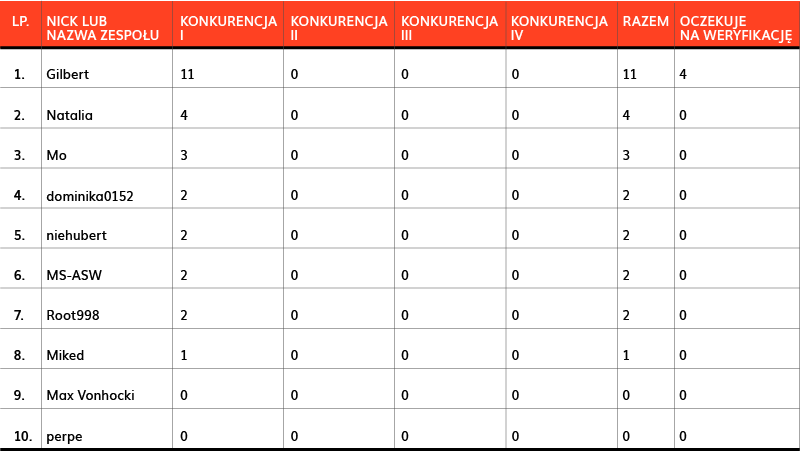 LP. NICK LUB NAZWA ZESPOŁU KONKURENCJA I KONKURENCJA II KONKURENCJA III KONKURENCJA IV RAZEM OCZEKUJE NA WERYFIKACJĘ
1. Gilbert 11 0 0 0 11 4
2. Natalia 4 0 0 0 4 0
3. Mo 3 0 0 0 3 0
4. dominika0152 2 0 0 0 2 0
5. niehubert 2 0 0 0 2 0
6. MS-ASW 2 0 0 0 2 0
7. Root998 2 0 0 0 2 0
8. Miked 1 0 0 0 1 0
9. Max Vonhocki 0 0 0 0 0 0
10. perpe 0 0 0 0 0 0